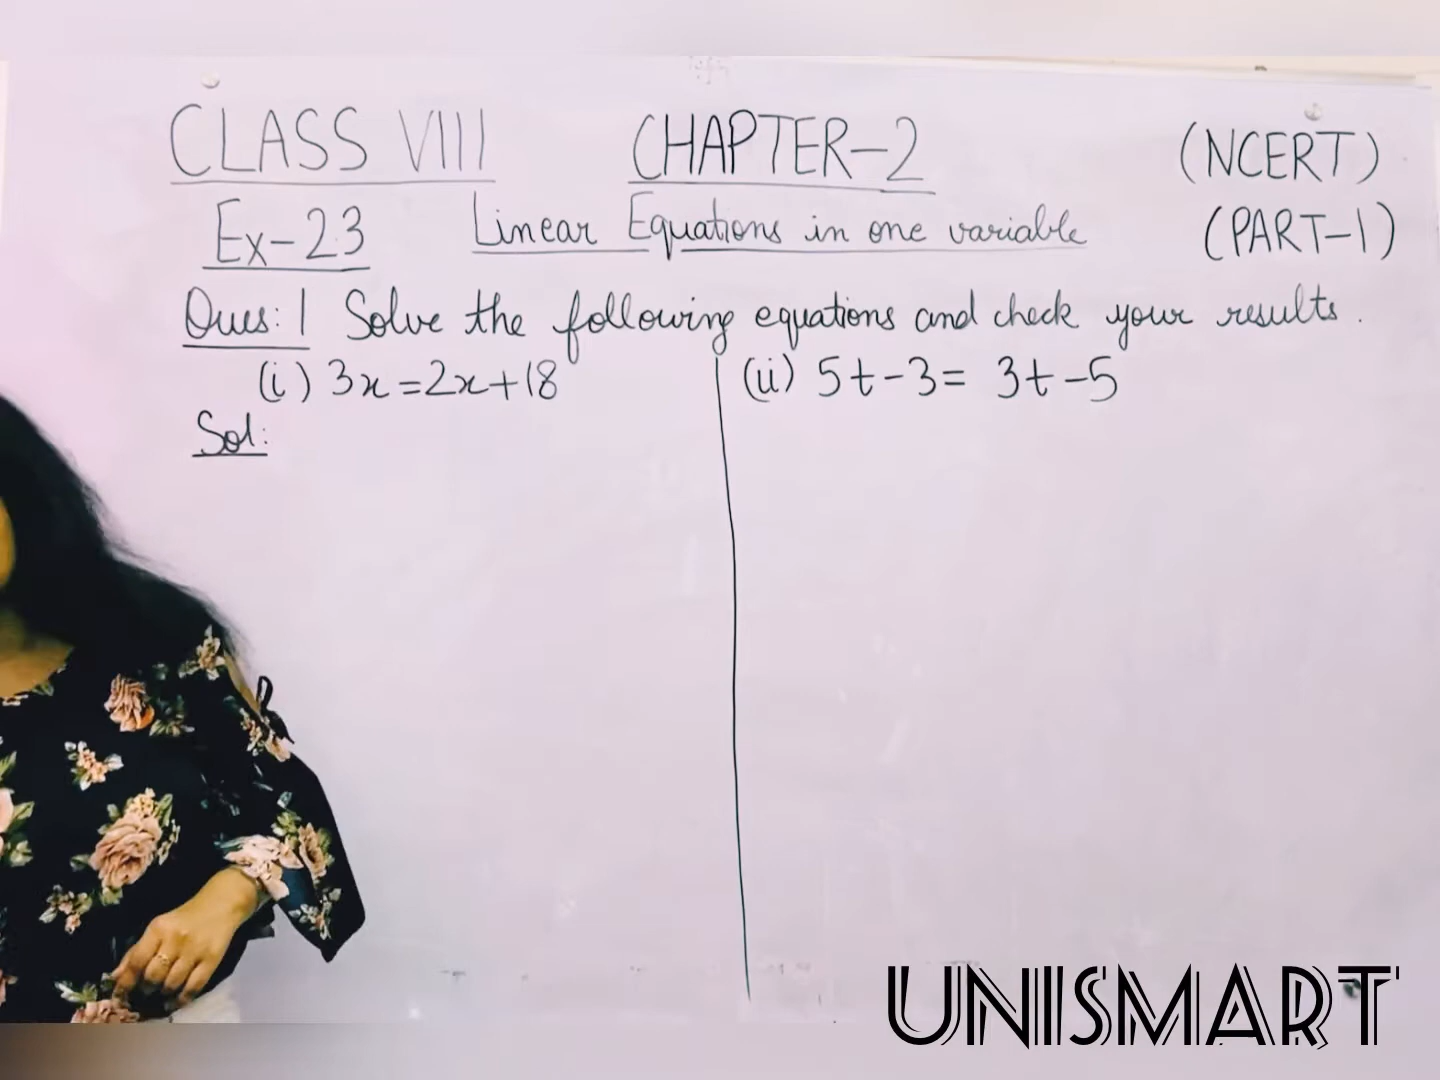 CLASS VIII CHAPTER-2 (NCERT)
Ex-2.3 Linear Equations in one variable (PART-1)
Ques: 1 Solve the following equations and check your results.
(i) 3x=2x+18 (ii) 5t-3= 3t-5
Sol:
UNISMART